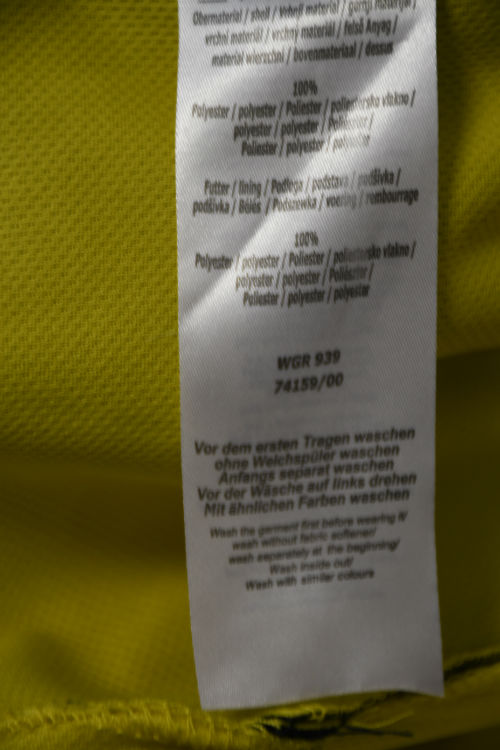 Obermaterial / shell / Vohejl materiał / gornji materijal/
vrchní materiál / vrchný materiál / felső Anyag /
materiał wierzchni / bovenmateriaal / dessus
100%
Polyester / polyester / Poliester / poliestersko vlakno /
polyester / polyester / Poliészter /
Poliester / polyester / polyester
Futter / lining / Podloga / podstava / podšívka /
podšívka / Bélés / Podszewka / voering / rembourrage
100%
Polyester / polyester / Poliester / poliestersko vlakno /
polyester / polyester / Poliészter /
Poliester / polyester / polyester
WGR 939
74159/00
Vor dem ersten Tragen waschen
ohne Weichspüler waschen
Anfangs separat waschen
Vor der Wäsche auf links drehen
Mit ähnlichen Farben waschen
Wash the garment first before wearing it/
wash without fabric softener/
wash separately at the beginning/
Wash inside out/
Wash with similar colours